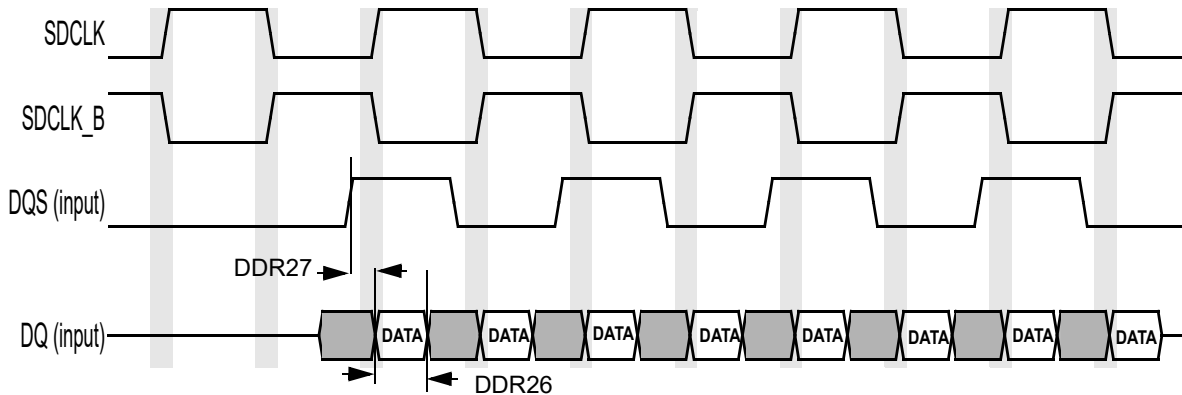 SDCLK
SDCLK_B
DQS (input)
DDR27
DQ (input)
DATA DATA DATA DATA DATA DATA DATA DATA
DDR26